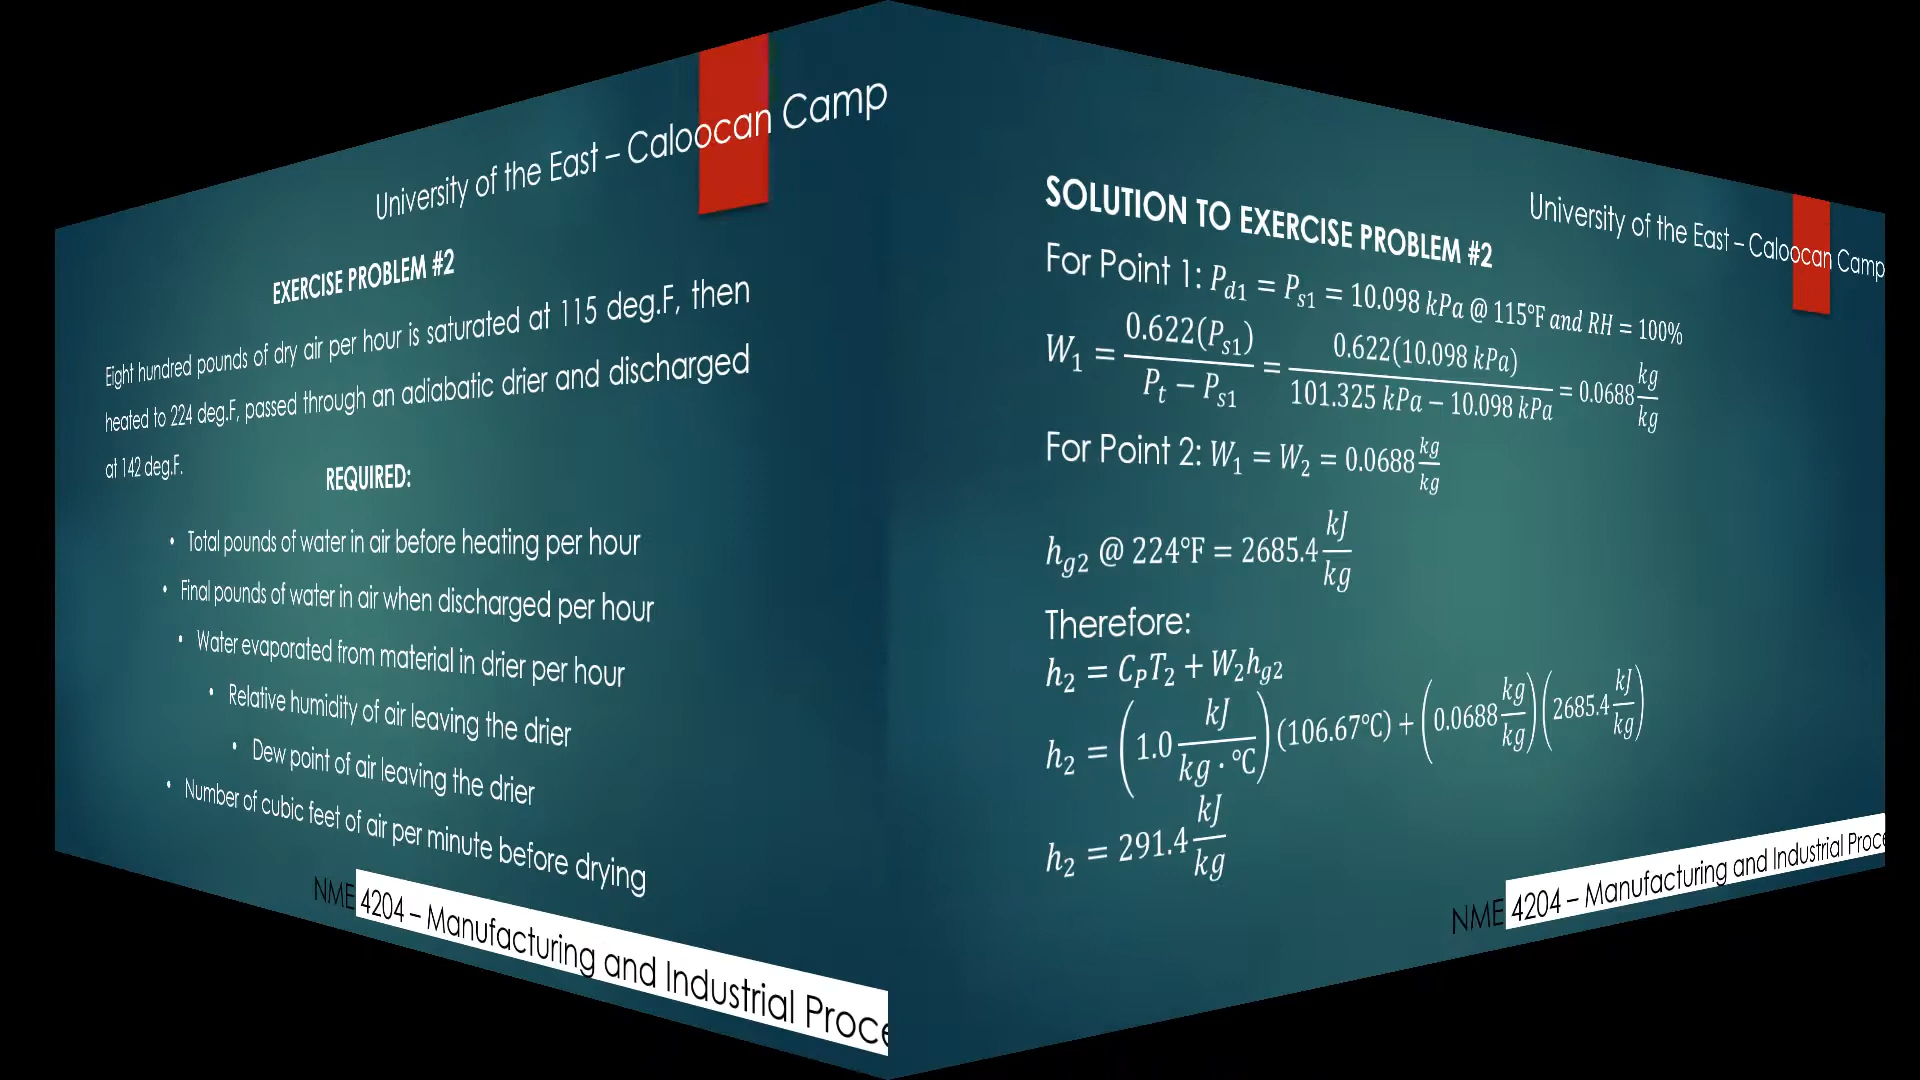 University of the East – Caloocan Camp
EXERCISE PROBLEM #2
Eight hundred pounds of dry air per hour is saturated at 115 deg.F, then
heated to 224 deg.F, passed through an adiabatic drier and discharged
at 142 deg.F.
REQUIRED:
• Total pounds of water in air before heating per hour
• Final pounds of water in air when discharged per hour
• Water evaporated from material in drier per hour
• Relative humidity of air leaving the drier
• Dew point of air leaving the drier
• Number of cubic feet of air per minute before drying
NME 4204 – Manufacturing and Industrial Proce
University of the East – Caloocan Camp
SOLUTION TO EXERCISE PROBLEM #2
For Point 1: P_d1 = P_s1 = 10.098 kPa @ 115°F and RH = 100%
W_1 = 0.622(P_s1) / (P_t − P_s1) = 0.622(10.098 kPa) / (101.325 kPa − 10.098 kPa) = 0.0688 kg/kg
For Point 2: W_1 = W_2 = 0.0688 kg/kg
h_g2 @ 224°F = 2685.4 kJ/kg
Therefore:
h_2 = C_P T_2 + W_2 h_g2
h_2 = (1.0 kJ/(kg · °C)) (106.67°C) + (0.0688 kg/kg) (2685.4 kJ/kg)
h_2 = 291.4 kJ/kg
NME 4204 – Manufacturing and Industrial Proce